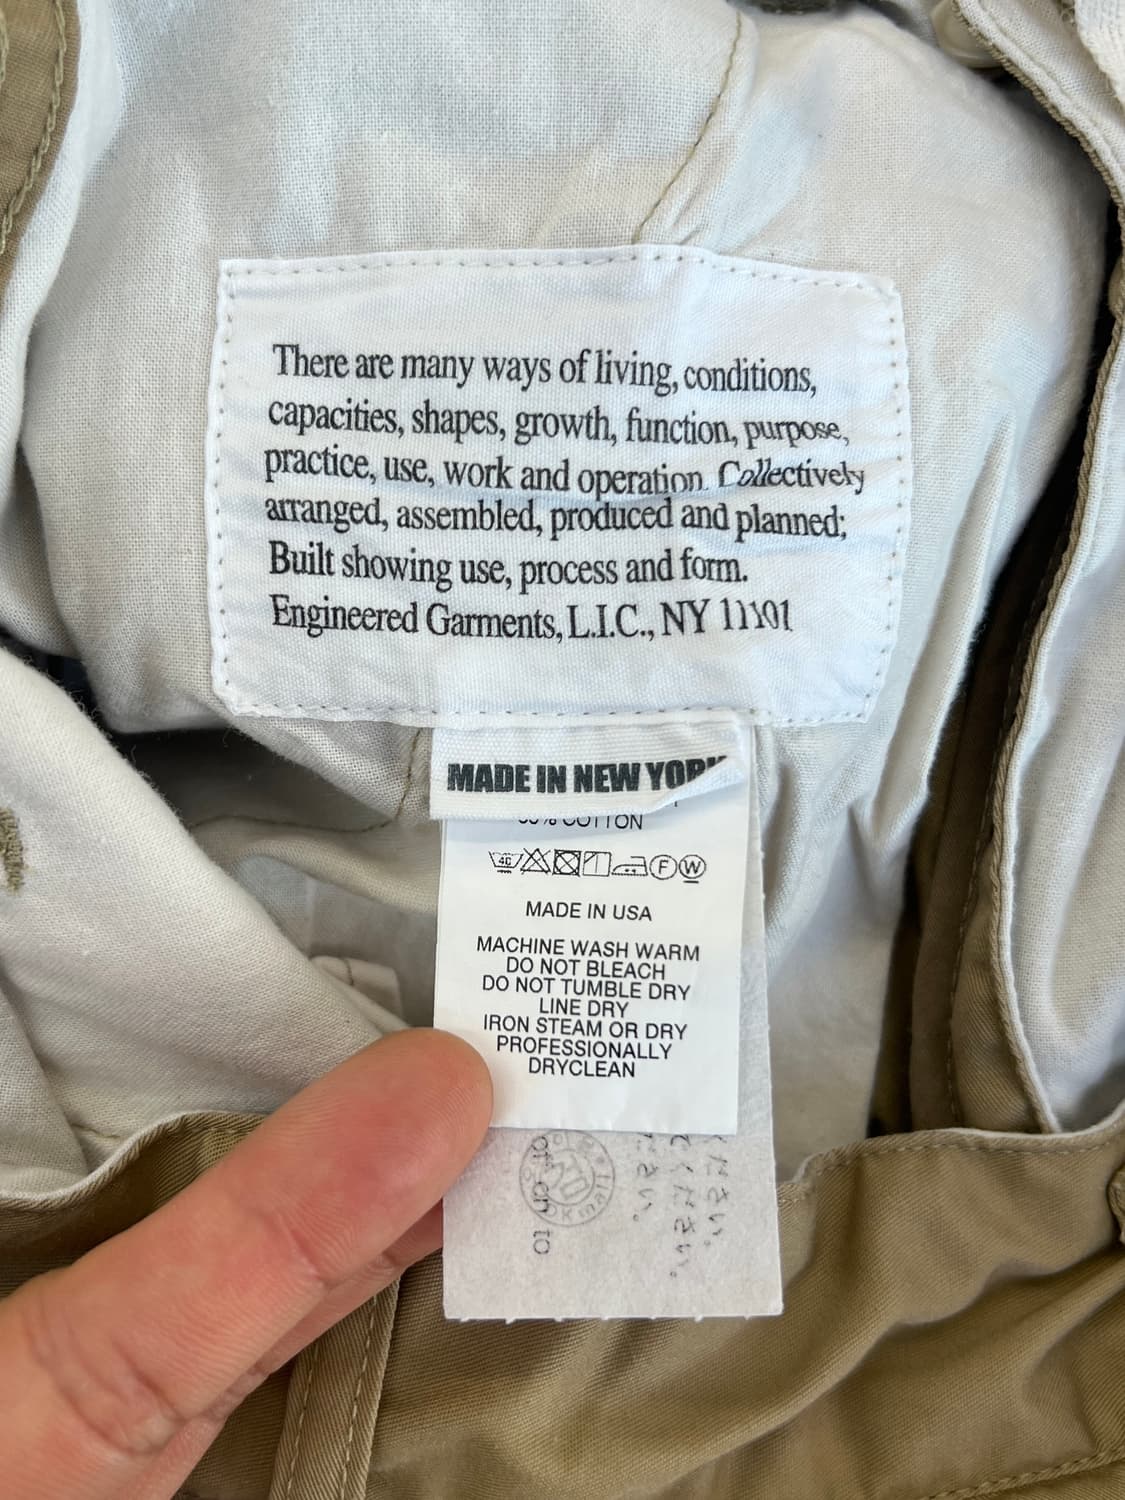 There are many ways of living, conditions,
capacities, shapes, growth, function, purpose,
practice, use, work and operation. Collectively
arranged, assembled, produced and planned;
Built showing use, process and form.
Engineered Garments, L.I.C., NY 11101
MADE IN NEW YORK
COTTON
40
F W
MADE IN USA
MACHINE WASH WARM
DO NOT BLEACH
DO NOT TUMBLE DRY
LINE DRY
IRON STEAM OR DRY
PROFESSIONALLY
DRYCLEAN